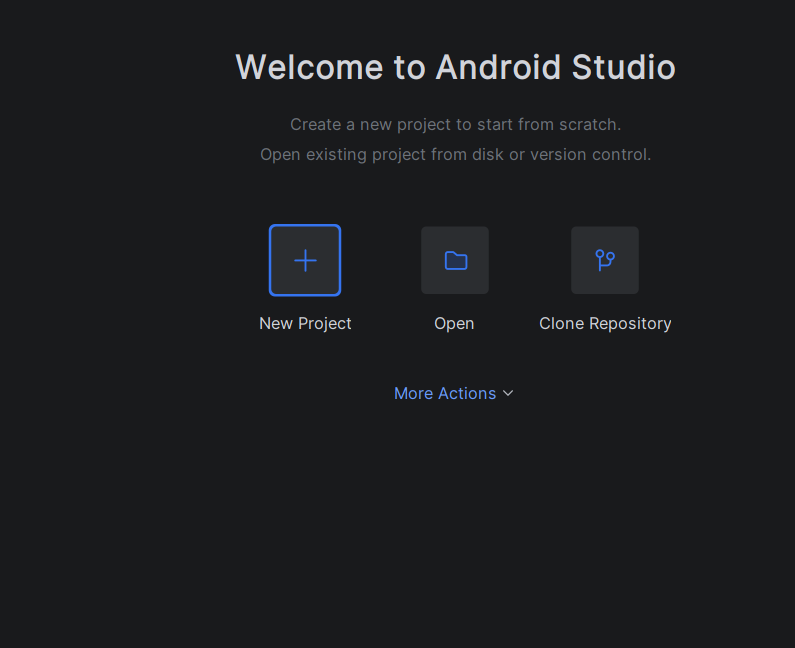 Welcome to Android Studio
Create a new project to start from scratch.
Open existing project from disk or version control.
New Project
Open
Clone Repository
More Actions